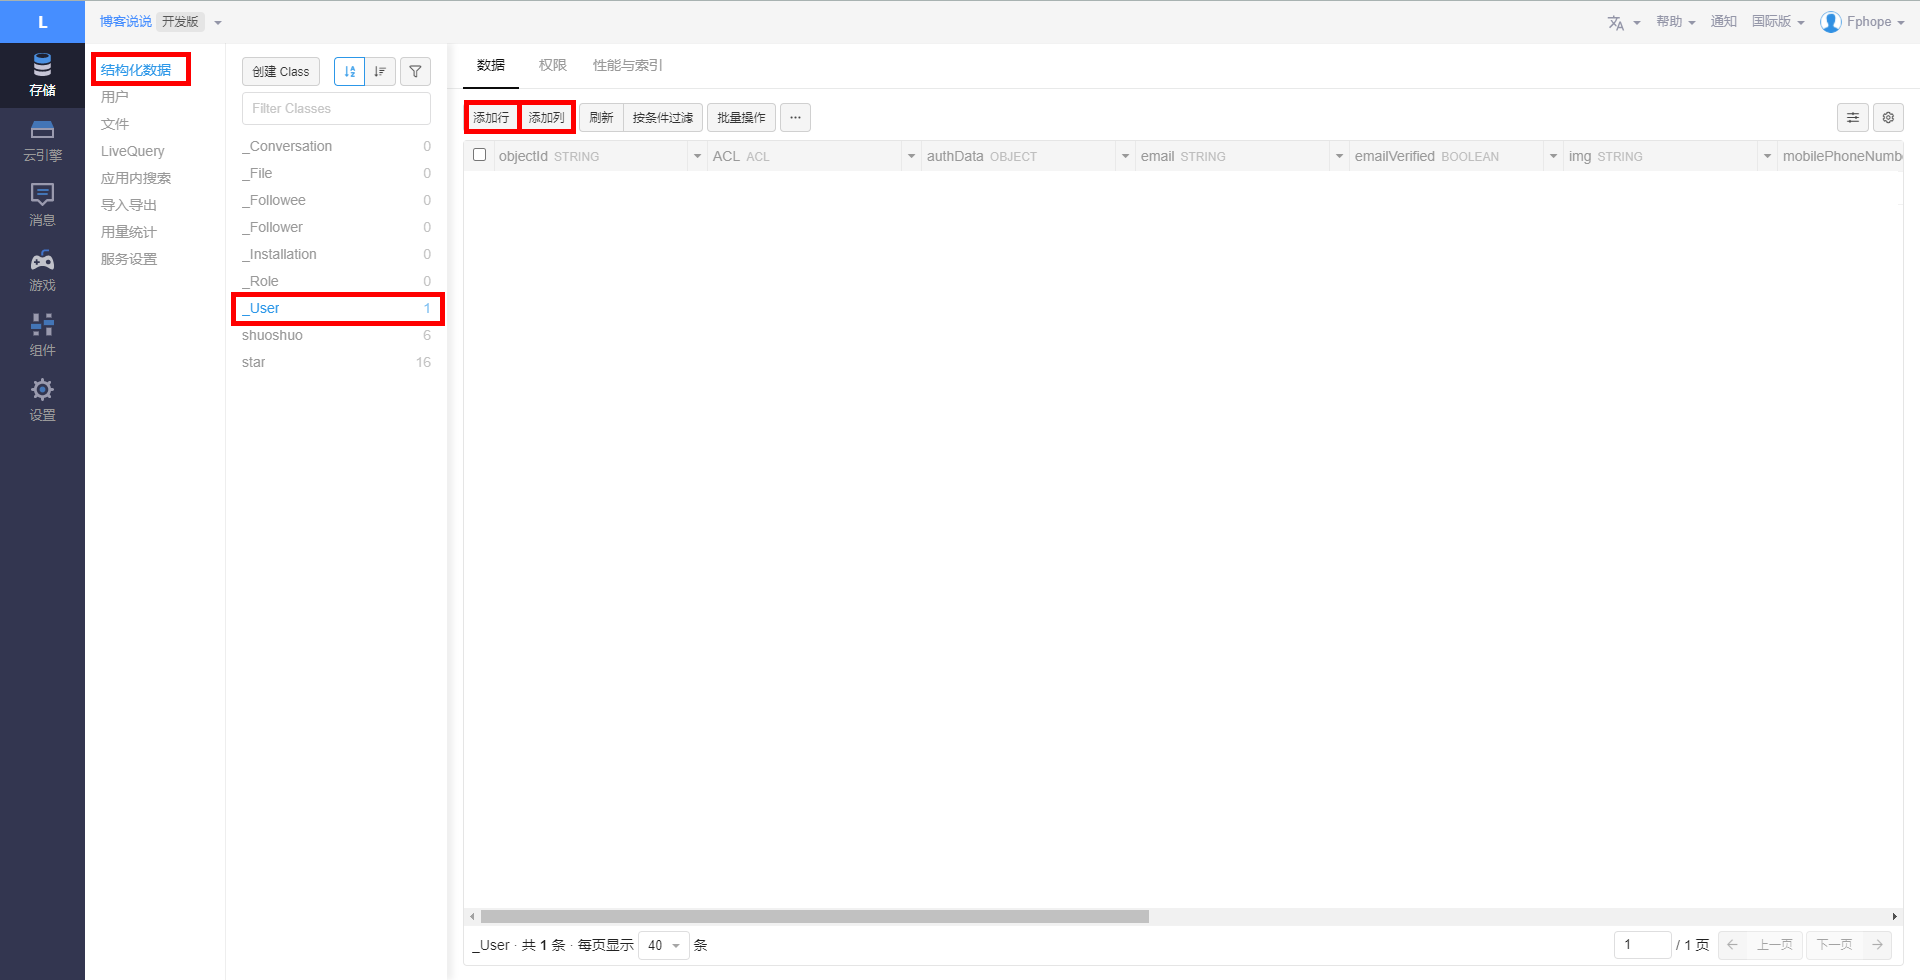 L
博客说说 开发版
帮助 通知 国际版 Fphope
存储
云引擎
消息
游戏
组件
设置
结构化数据
用户
文件
LiveQuery
应用内搜索
导入导出
用量统计
服务设置
创建 Class
Filter Classes
_Conversation 0
_File 0
_Followee 0
_Follower 0
_Installation 0
_Role 0
_User 1
shuoshuo 6
star 16
数据 权限 性能与索引
添加行 添加列 刷新 按条件过滤 批量操作 ...
objectId STRING ACL ACL authData OBJECT email STRING emailVerified BOOLEAN img STRING mobilePhoneNumb
_User · 共 1 条 · 每页显示 40 条
1 / 1 页 上一页 下一页